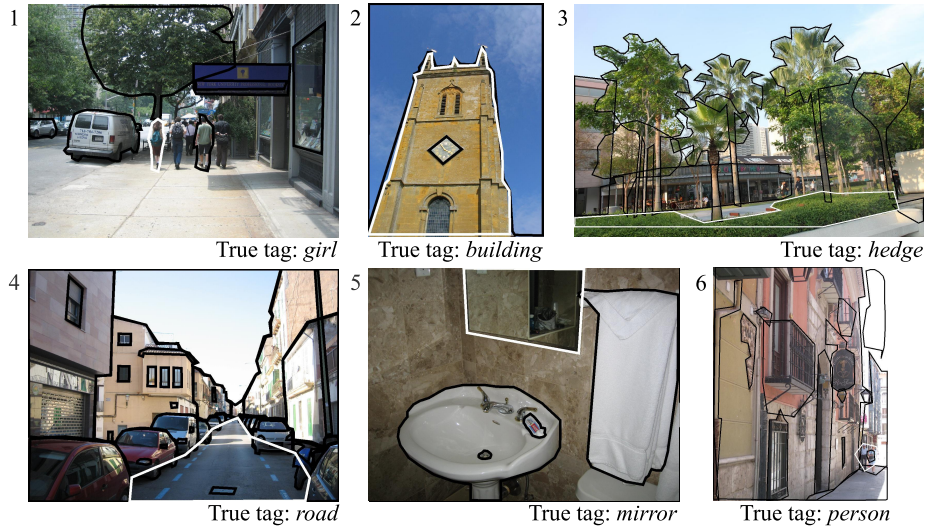 1
2
3
True tag: girl
True tag: building
True tag: hedge
4
5
6
True tag: road
True tag: mirror
True tag: person